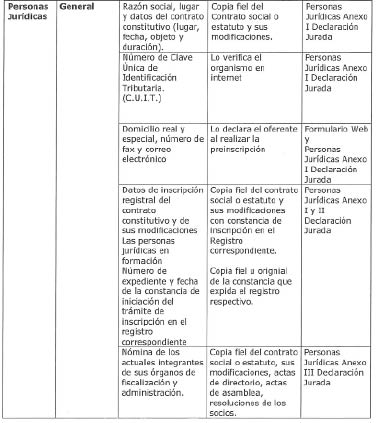 Personas
Jurídicas
General
Razón social, lugar
y datos del contrato
constitutivo (lugar,
fecha, objeto y
duración).
Copia fiel del
Contrato social o
estatuto y sus
modificaciones.
Personas
Jurídicas Anexo
I Declaración
Jurada
Número de Clave
Única de
Identificación
Tributaria.
(C.U.I.T.)
Lo verifica el
organismo en
internet
Personas
Jurídicas Anexo
I Declaración
Jurada
Domicilio real y
especial, número de
fax y correo
electrónico
Lo declara el oferente
al realizar la
preinscripción
Formulario Web
y
Personas
Jurídicas Anexo
I Declaración
Jurada
Datos de inscripción
registral del
contrato
constitutivo y de
sus modificaciones
Las personas
jurídicas en
formación
Número de
expediente y fecha
de la constancia de
iniciación del
trámite de
inscripción en el
registro
correspondiente
Copia fiel del contrato
social o estatuto y
sus modificaciones
con constancia de
inscripción en el
Registro
correspondiente.
Copia fiel u orignial
de la constancia que
expida el registro
respectivo.
Personas
Jurídicas Anexo
I y II
Declaración
Jurada
Nómina de los
actuales integrantes
de sus órganos de
fiscalización y
administración.
Copia fiel del contrato
social o estatuto, sus
modificaciones, actas
de directorio, actas
de asamblea,
resoluciones de los
socios.
Personas
Jurídicas Anexo
III Declaración
Jurada